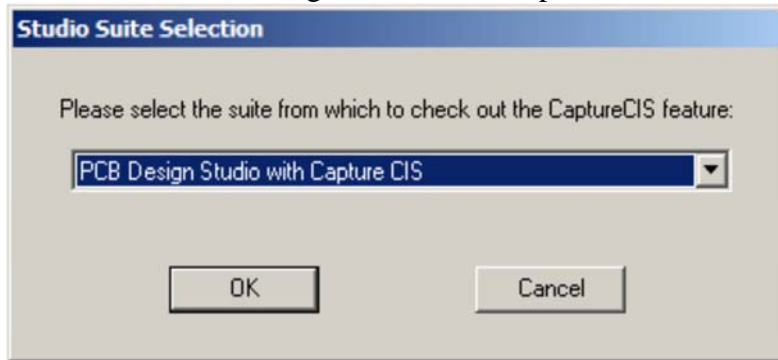 Studio Suite Selection
Please select the suite from which to check out the CaptureCIS feature:
PCB Design Studio with Capture CIS
OK Cancel